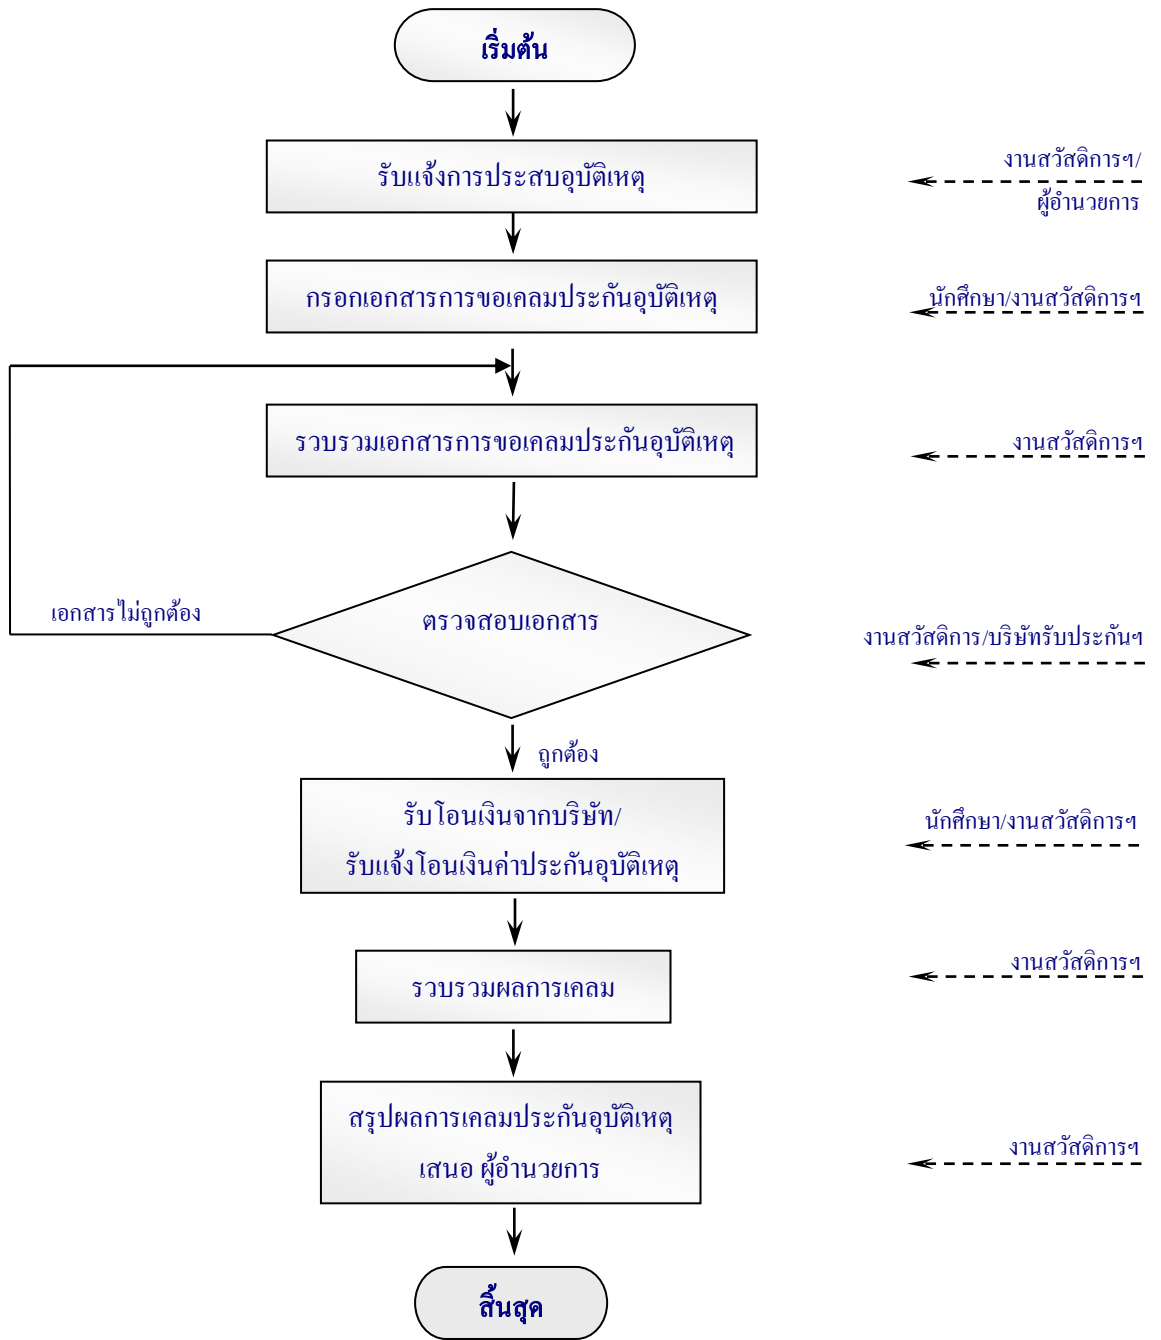 เริ่มต้น
รับแจ้งการประสบอุบัติเหตุ
งานสวัสดิการฯ/
ผู้อำนวยการ
กรอกเอกสารการขอเคลมประกันอุบัติเหตุ
นักศึกษา/งานสวัสดิการฯ
รวบรวมเอกสารการขอเคลมประกันอุบัติเหตุ
งานสวัสดิการฯ
เอกสารไม่ถูกต้อง
ตรวจสอบเอกสาร
งานสวัสดิการ/บริษัทรับประกันฯ
ถูกต้อง
รับโอนเงินจากบริษัท/
รับแจ้งโอนเงินค่าประกันอุบัติเหตุ
นักศึกษา/งานสวัสดิการฯ
รวบรวมผลการเคลม
งานสวัสดิการฯ
สรุปผลการเคลมประกันอุบัติเหตุ
เสนอ ผู้อำนวยการ
งานสวัสดิการฯ
สิ้นสุด